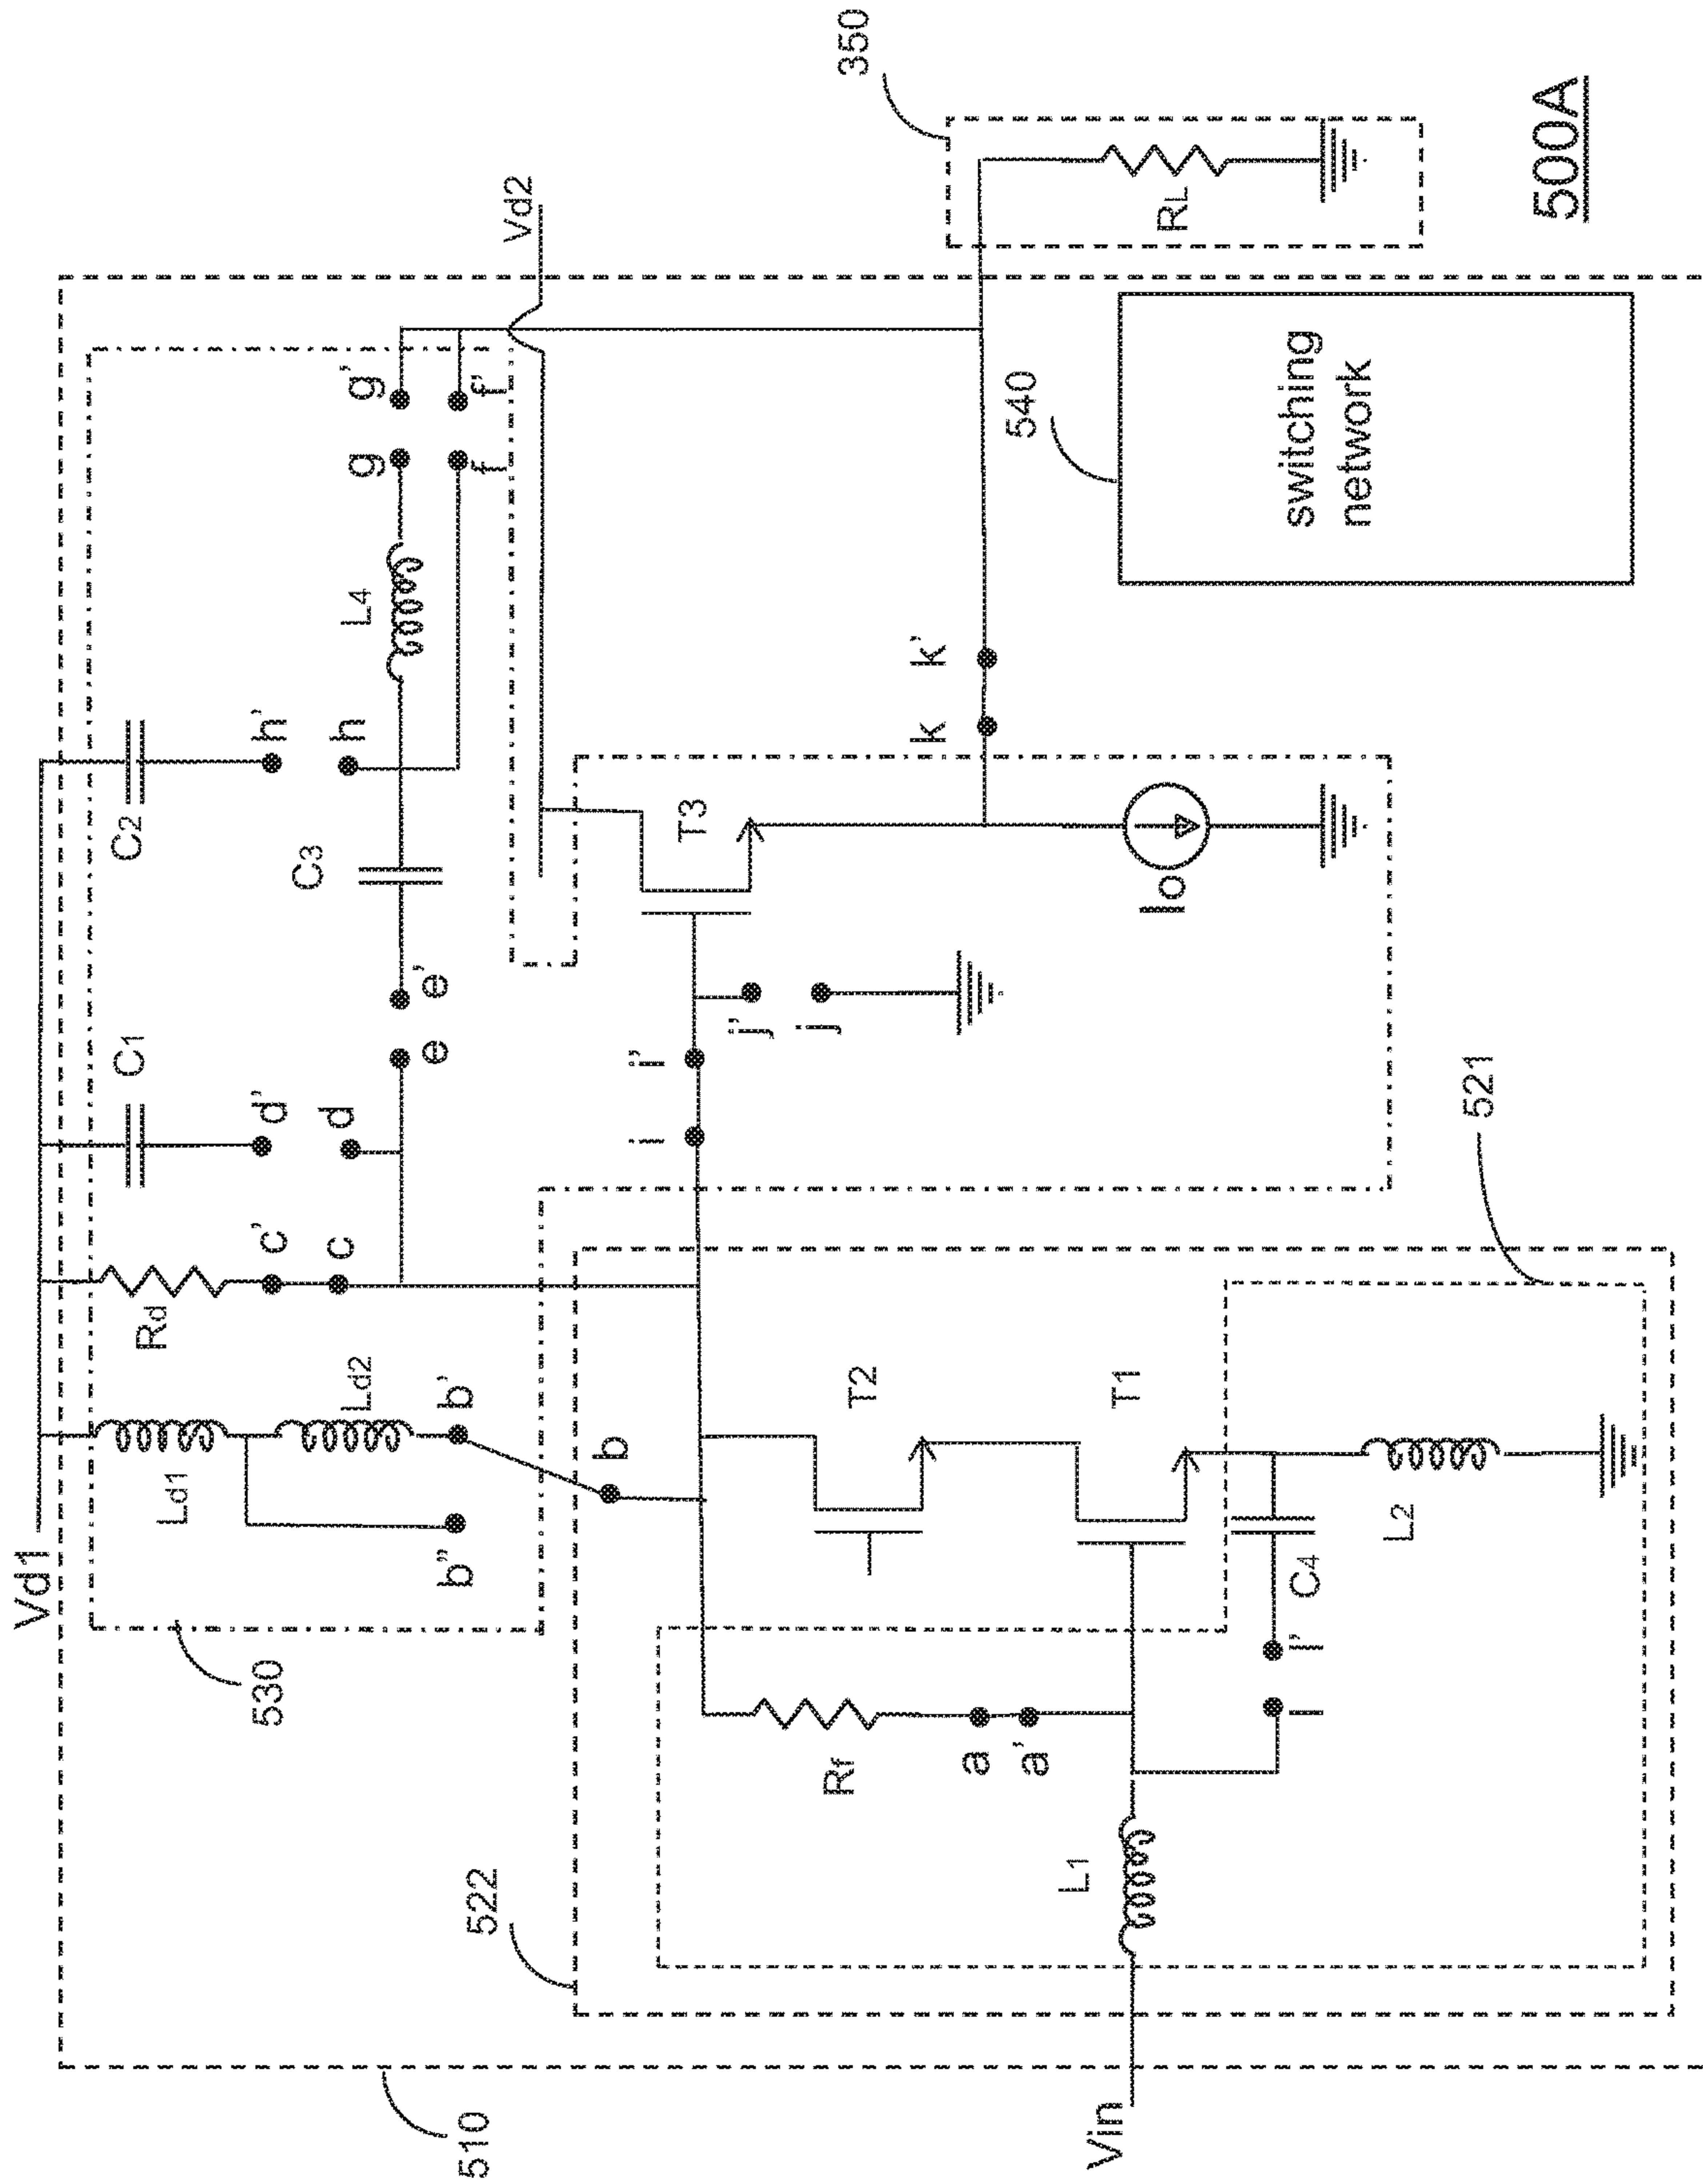 Vd1
C1
C2
Rd
Ld1
Ld2
c'
c
d'
d
h'
h
b"
b'
b
e
e'
C3
L4
g
g'
f
f'
Vd2
350
530
i
i'
j'
j
T3
k
k'
540
RL
522
T2
Rf
a
a'
T1
Io
switching
network
L1
521
l
l'
C4
L2
510
Vin
500A